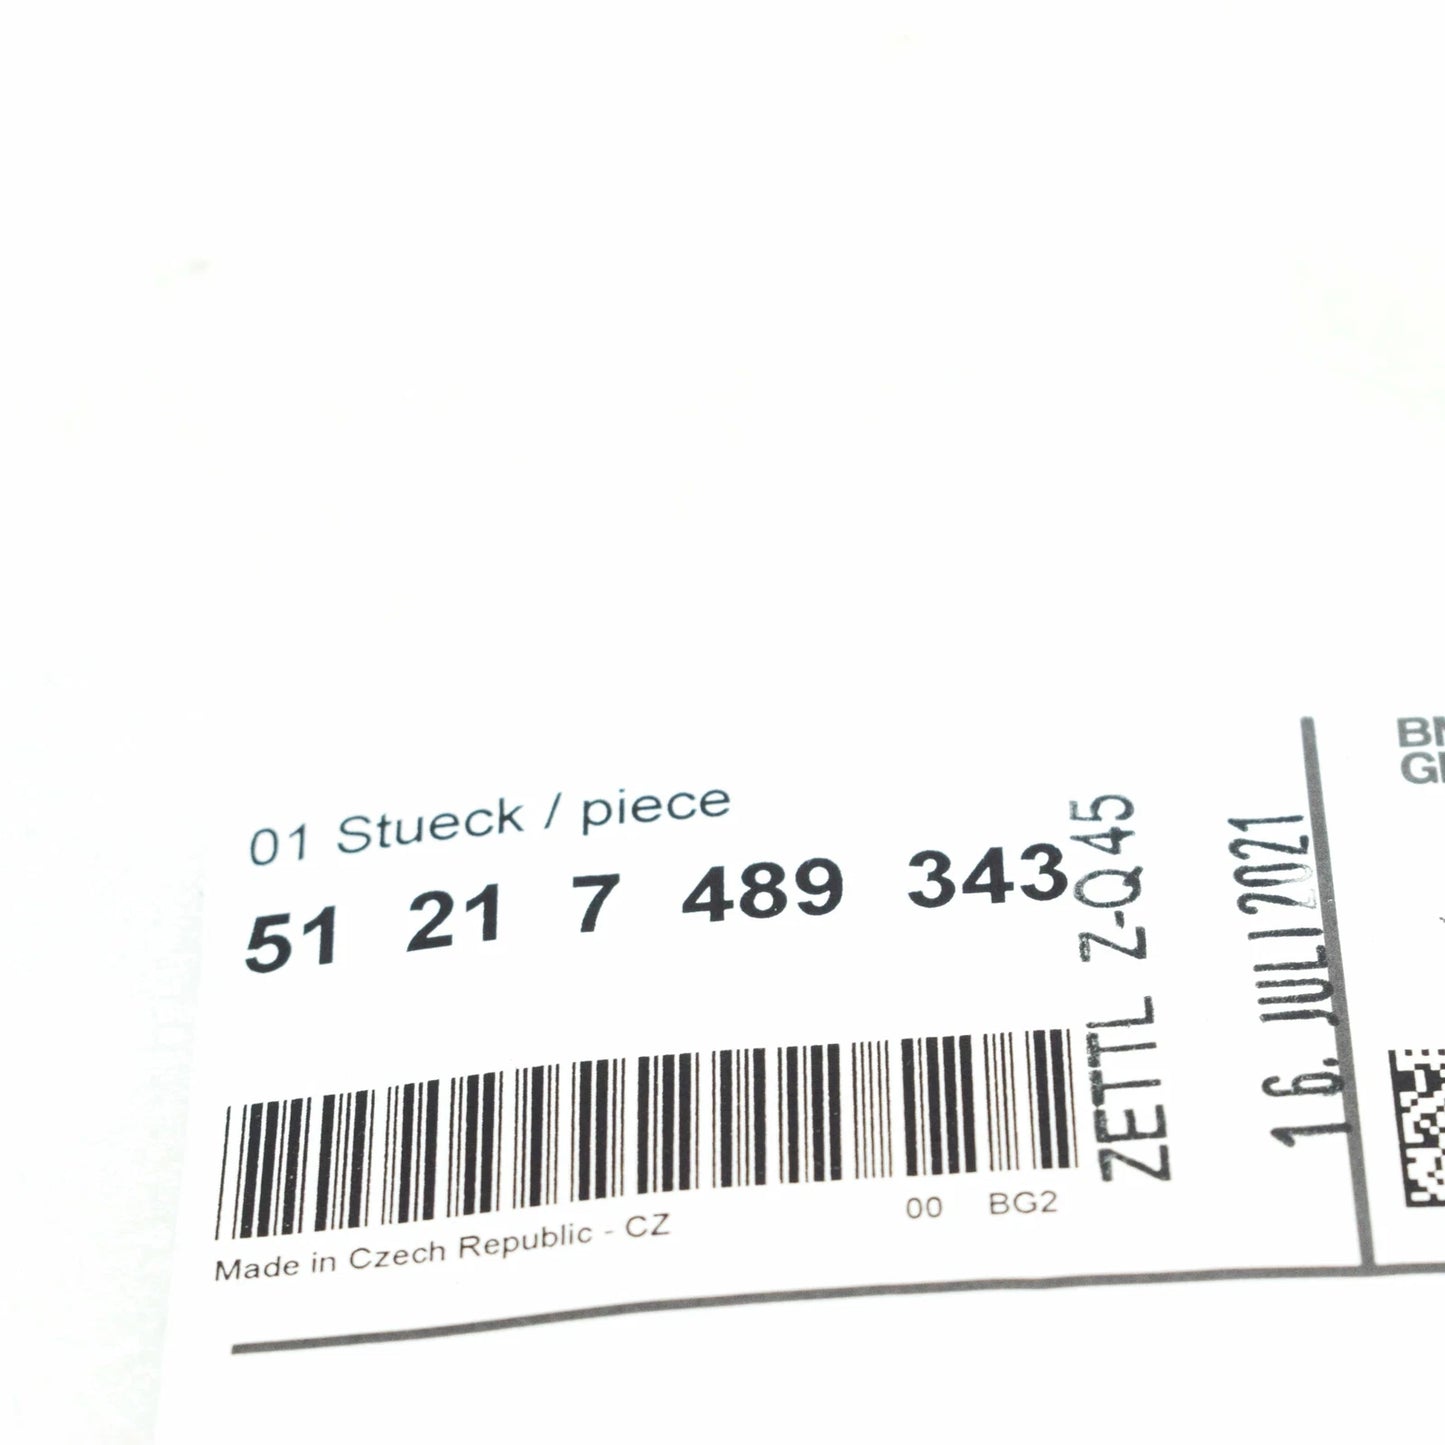 01 Stueck / piece
51 21 7 489 343
Made in Czech Republic - CZ
00 BG2
ZETTL Z-Q45
16. JULI 2021